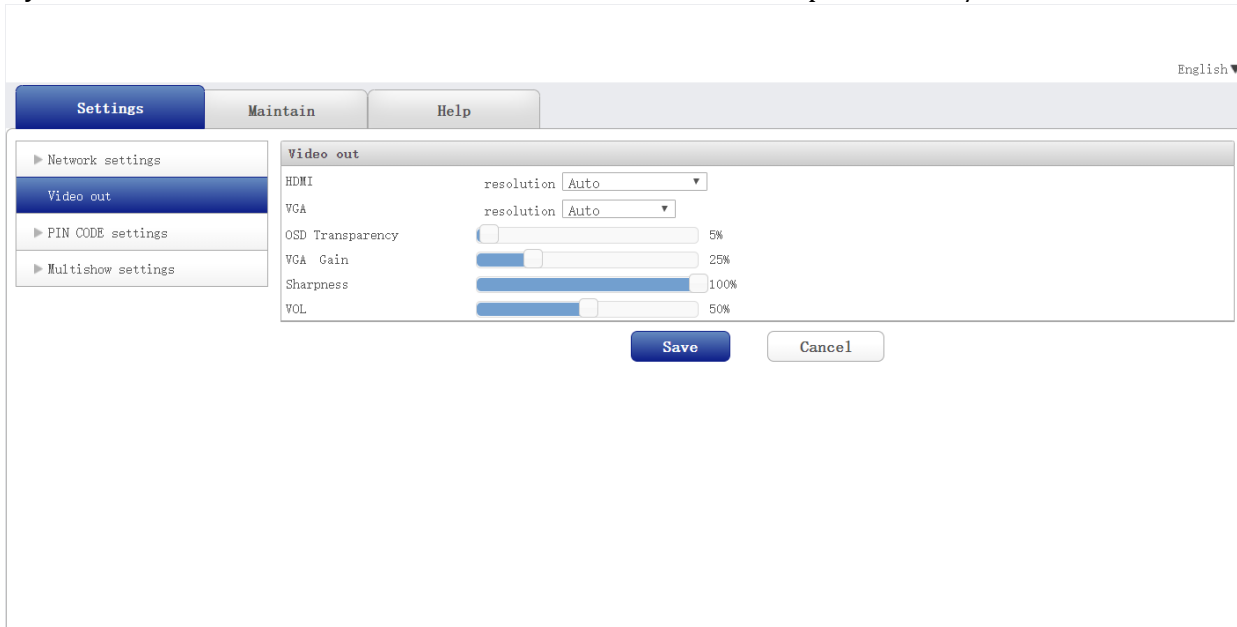 English▼
Settings Maintain Help
▶ Network settings
Video out
▶ PIN CODE settings
▶ Multishow settings
Video out
HDMI resolution Auto ▼
VGA resolution Auto ▼
OSD Transparency 5%
VGA Gain 25%
Sharpness 100%
VOL 50%
Save Cancel